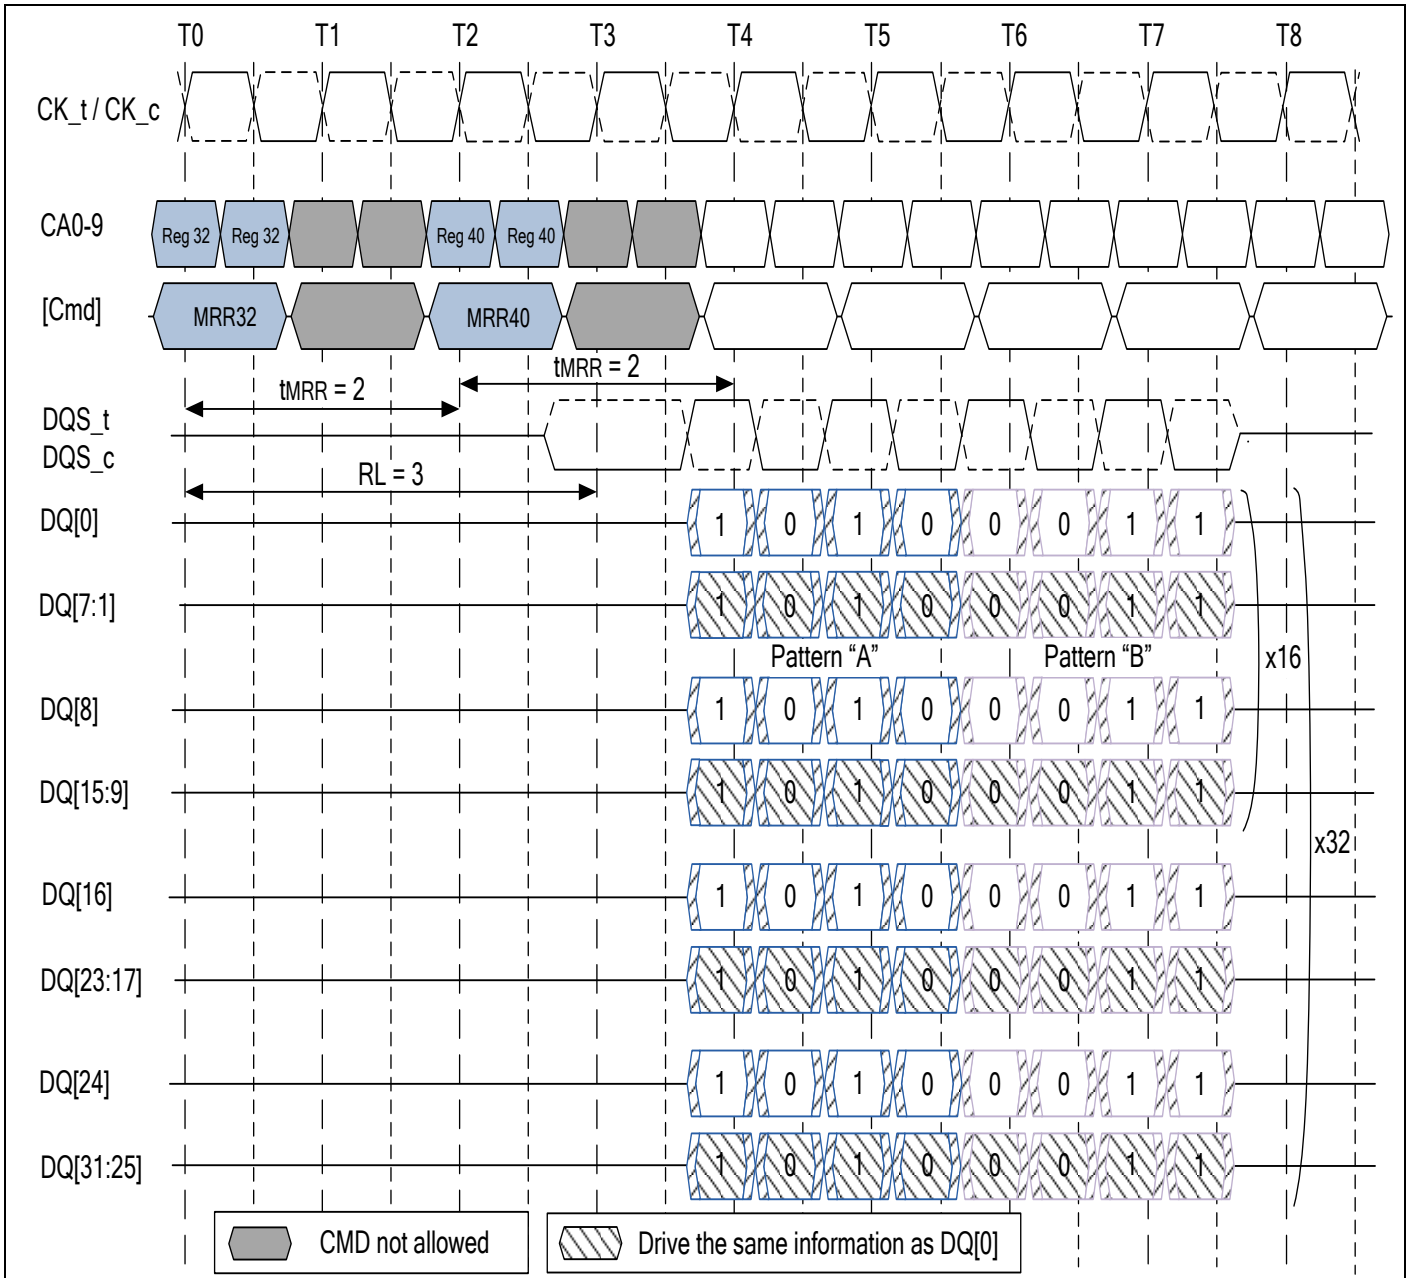 T0 T1 T2 T3 T4 T5 T6 T7 T8
CK_t / CK_c
CA0-9 Reg 32 Reg 32 Reg 40 Reg 40
[Cmd] MRR32 MRR40
tMRR = 2 tMRR = 2
DQS_t
DQS_c
RL = 3
DQ[0] 1 0 1 0 0 0 1 1
DQ[7:1] 1 0 1 0 0 0 1 1
Pattern “A” Pattern “B” x16
DQ[8] 1 0 1 0 0 0 1 1
DQ[15:9] 1 0 1 0 0 0 1 1
x32
DQ[16] 1 0 1 0 0 0 1 1
DQ[23:17] 1 0 1 0 0 0 1 1
DQ[24] 1 0 1 0 0 0 1 1
DQ[31:25] 1 0 1 0 0 0 1 1
CMD not allowed Drive the same information as DQ[0]